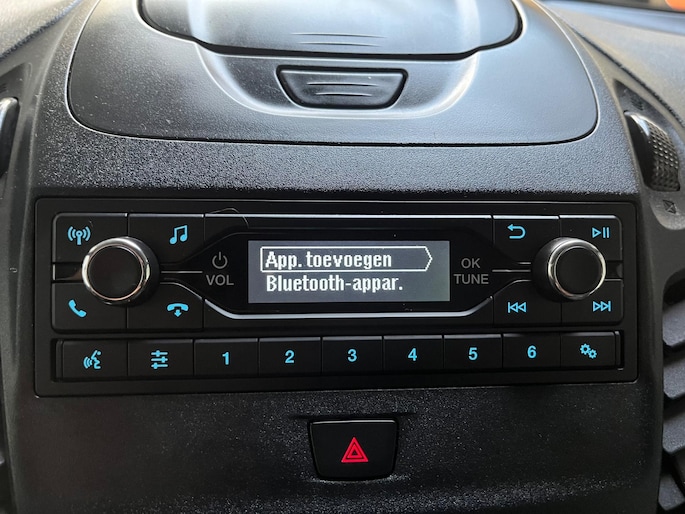 App. toevoegen
Bluetooth-appar.
VOL
OK
TUNE
1 2 3 4 5 6